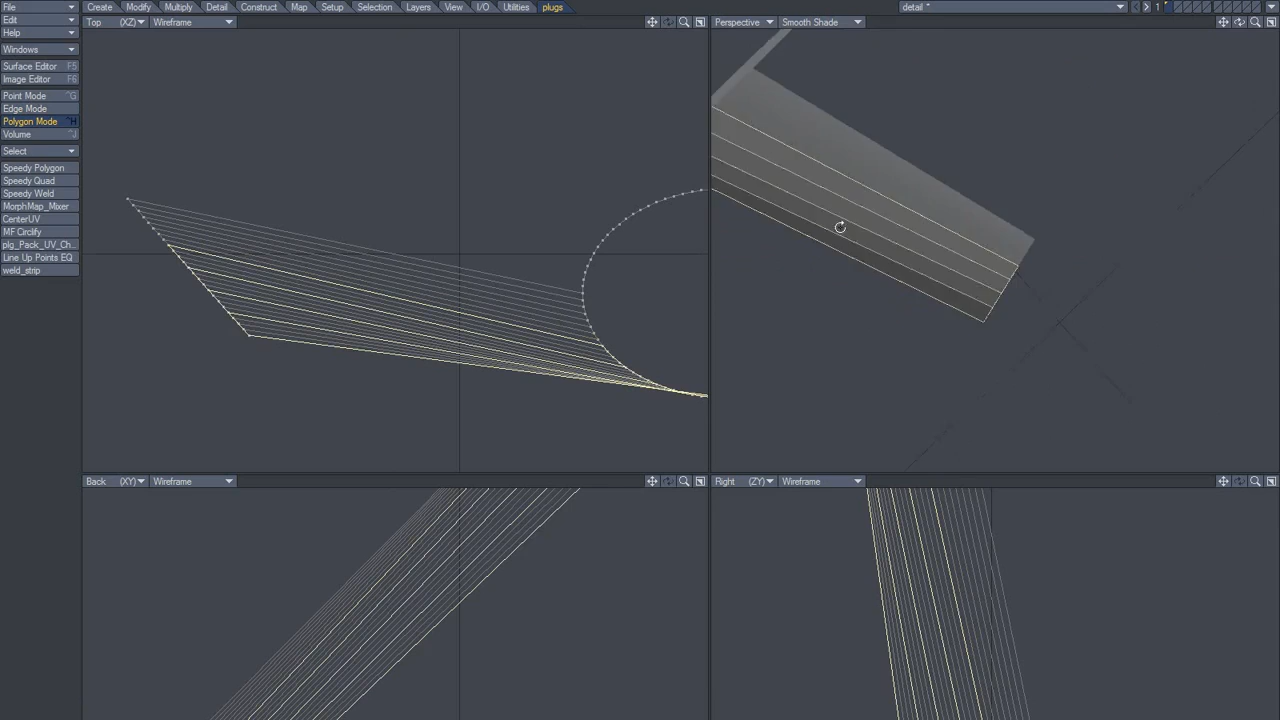 File Create Modify Multiply Detail Construct Map Setup Selection Layers View I/O Utilities plugs detail * 1
Edit
Top (XZ) Wireframe Perspective Smooth Shade
Help
Windows
Surface Editor F5
Image Editor F6
Point Mode ^G
Edge Mode
Polygon Mode ^H
Volume ^J
Select
Speedy Polygon
Speedy Quad
Speedy Weld
MorphMap_Mixer
CenterUV
MF Circlify
plg_Pack_UV_Ch...
Line Up Points EQ
weld_strip
Back (XY) Wireframe Right (ZY) Wireframe